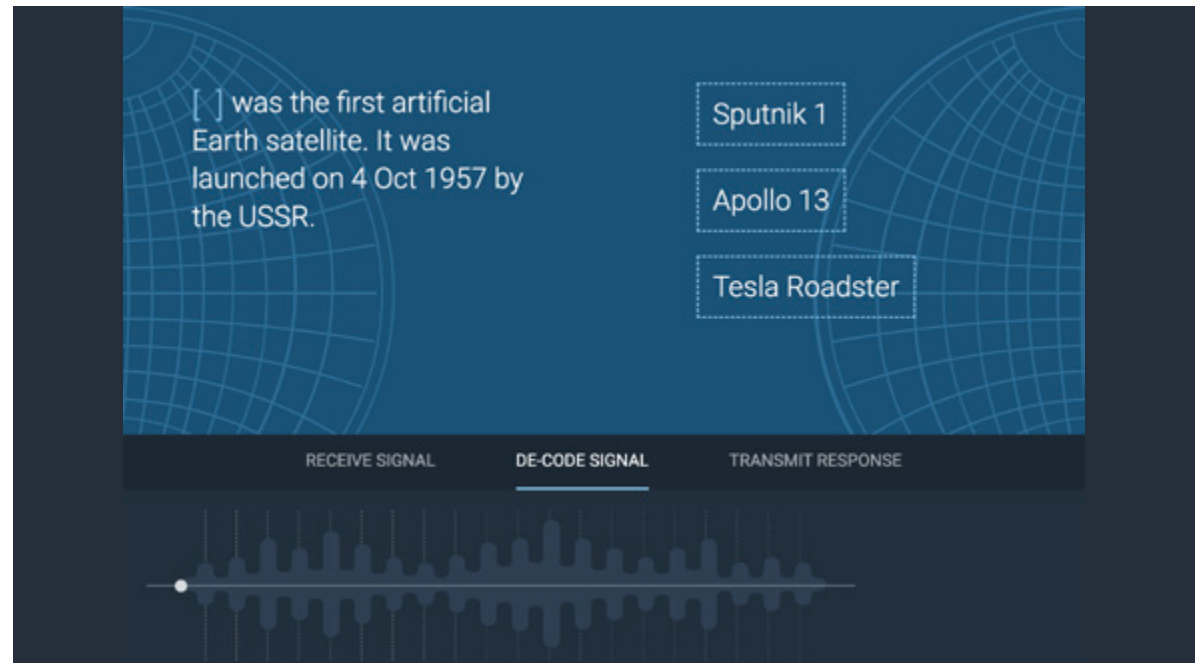 [ ] was the first artificial
Earth satellite. It was
launched on 4 Oct 1957 by
the USSR.
Sputnik 1
Apollo 13
Tesla Roadster
RECEIVE SIGNAL
DE-CODE SIGNAL
TRANSMIT RESPONSE